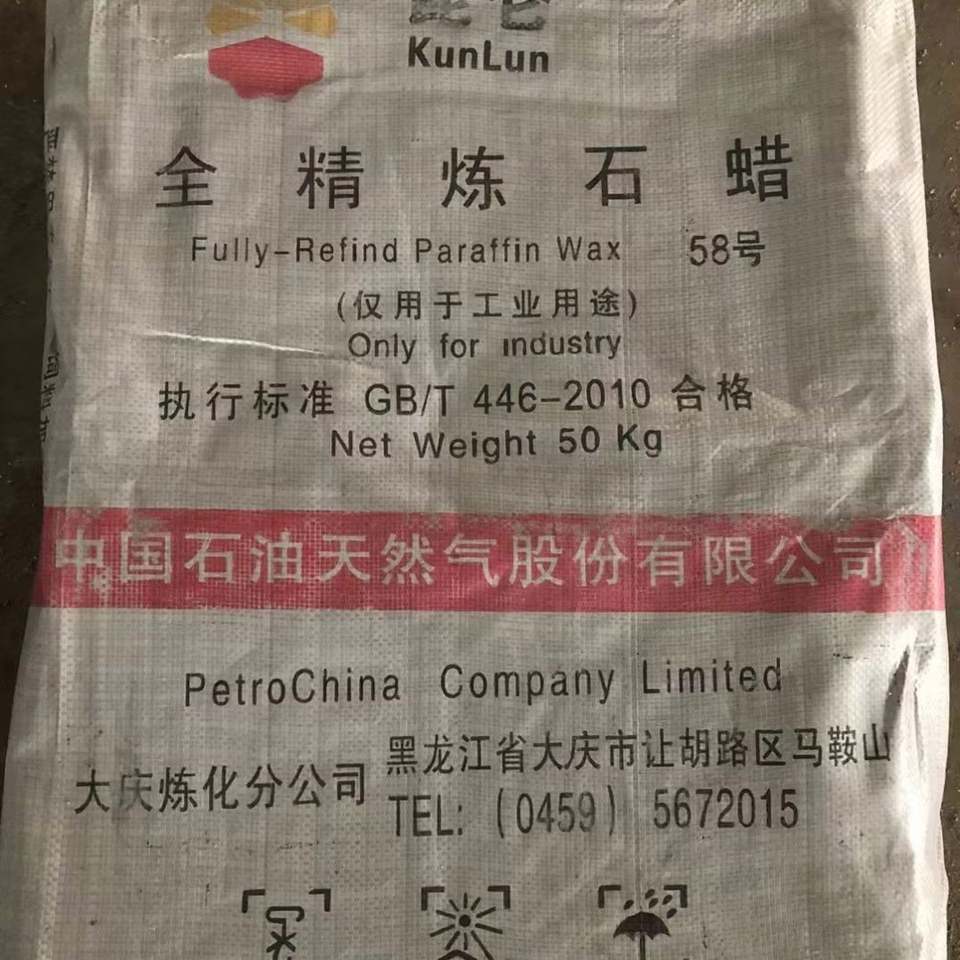 昆仑
KunLun
全精炼石蜡
Fully-Refind Paraffin Wax 58号
(仅用于工业用途)
Only for industry
执行标准 GB/T 446-2010 合格
Net Weight 50 Kg
中国石油天然气股份有限公司
PetroChina Company Limited
大庆炼化分公司
黑龙江省大庆市让胡路区马鞍山
TEL: (0459) 5672015